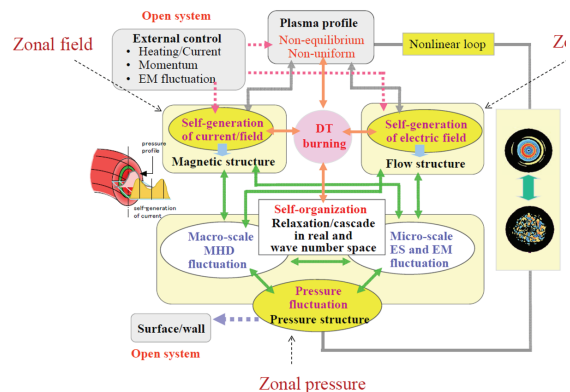 Open system
Plasma profile
Non-equilibrium
Non-uniform
Nonlinear loop
Zonal field
External control
• Heating/Current
• Momentum
• EM fluctuation
Zo
Self-generation
of current/field
Magnetic structure
DT
burning
Self-generation
of electric field
Flow structure
pressure
profile
self-generation
of current
Self-organization
Relaxation/cascade
in real and
wave number space
Macro-scale
MHD
fluctuation
Micro-scale
ES and EM
fluctuation
Pressure
fluctuation
Pressure structure
Surface/wall
Open system
Zonal pressure